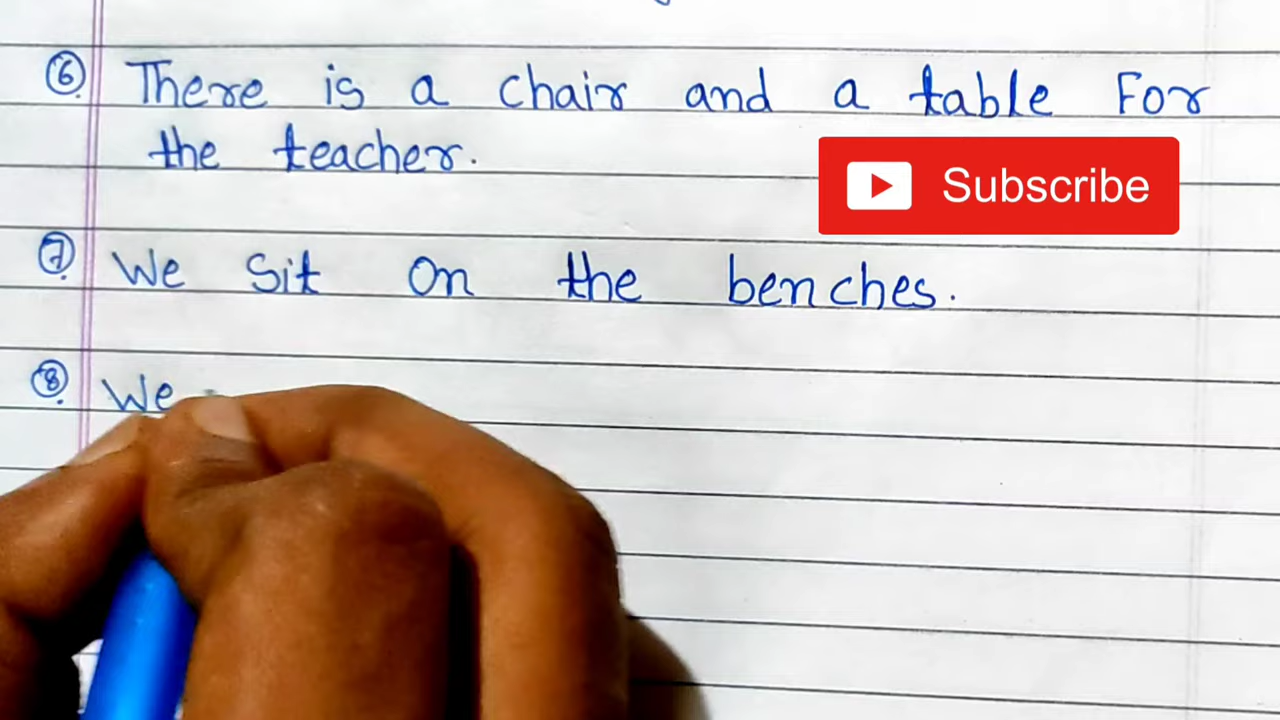 ⑥ There is a chair and a table For
the teacher.
Subscribe
⑦ We Sit On the benches.
⑧ We